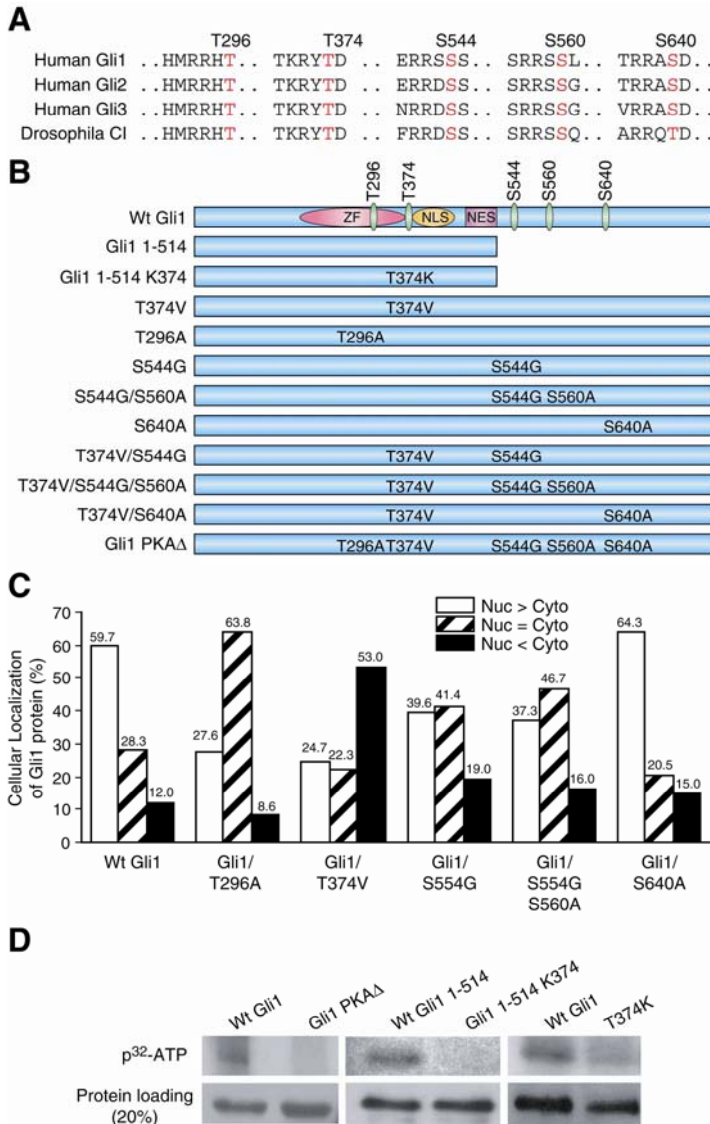 A
T296 T374 S544 S560 S640
Human Gli1 ..HMRRHT.. TKRYTD .. ERRSSS.. SRRSSL.. TRRASD..
Human Gli2 ..HMRRHT.. TKRYTD .. ERRSSS.. SRRSSG.. TRRASD..
Human Gli3 ..HMRRHT.. TKRYTD .. NRRDSS.. SRRSSG.. VRRASD..
Drosophila CI ..HMRRHT.. TKRYTD .. FRRDSS.. SRRSSQ.. ARRQTD..
B
T296 T374 S544 S560 S640
Wt Gli1 ZF NLS NES
Gli1 1-514
Gli1 1-514 K374 T374K
T374V T374V
T296A T296A
S544G S544G
S544G/S560A S544G S560A
S640A S640A
T374V/S544G T374V S544G
T374V/S544G/S560A T374V S544G S560A
T374V/S640A T374V S640A
Gli1 PKAΔ T296A T374V S544G S560A S640A
C
Cellular Localization
of Gli1 protein (%)
70
60
50
40
30
20
10
0
Nuc > Cyto
Nuc = Cyto
Nuc < Cyto
59.7 28.3 12.0
27.6 63.8 8.6
24.7 22.3 53.0
39.6 41.4 19.0
37.3 46.7 16.0
64.3 20.5 15.0
Wt Gli1
Gli1/
T296A
Gli1/
T374V
Gli1/
S554G
Gli1/
S554G
S560A
Gli1/
S640A
D
Wt Gli1 Gli1 PKAΔ Wt Gli1 1-514 Gli1 1-514 K374 Wt Gli1 T374K
p³²-ATP
Protein loading
(20%)